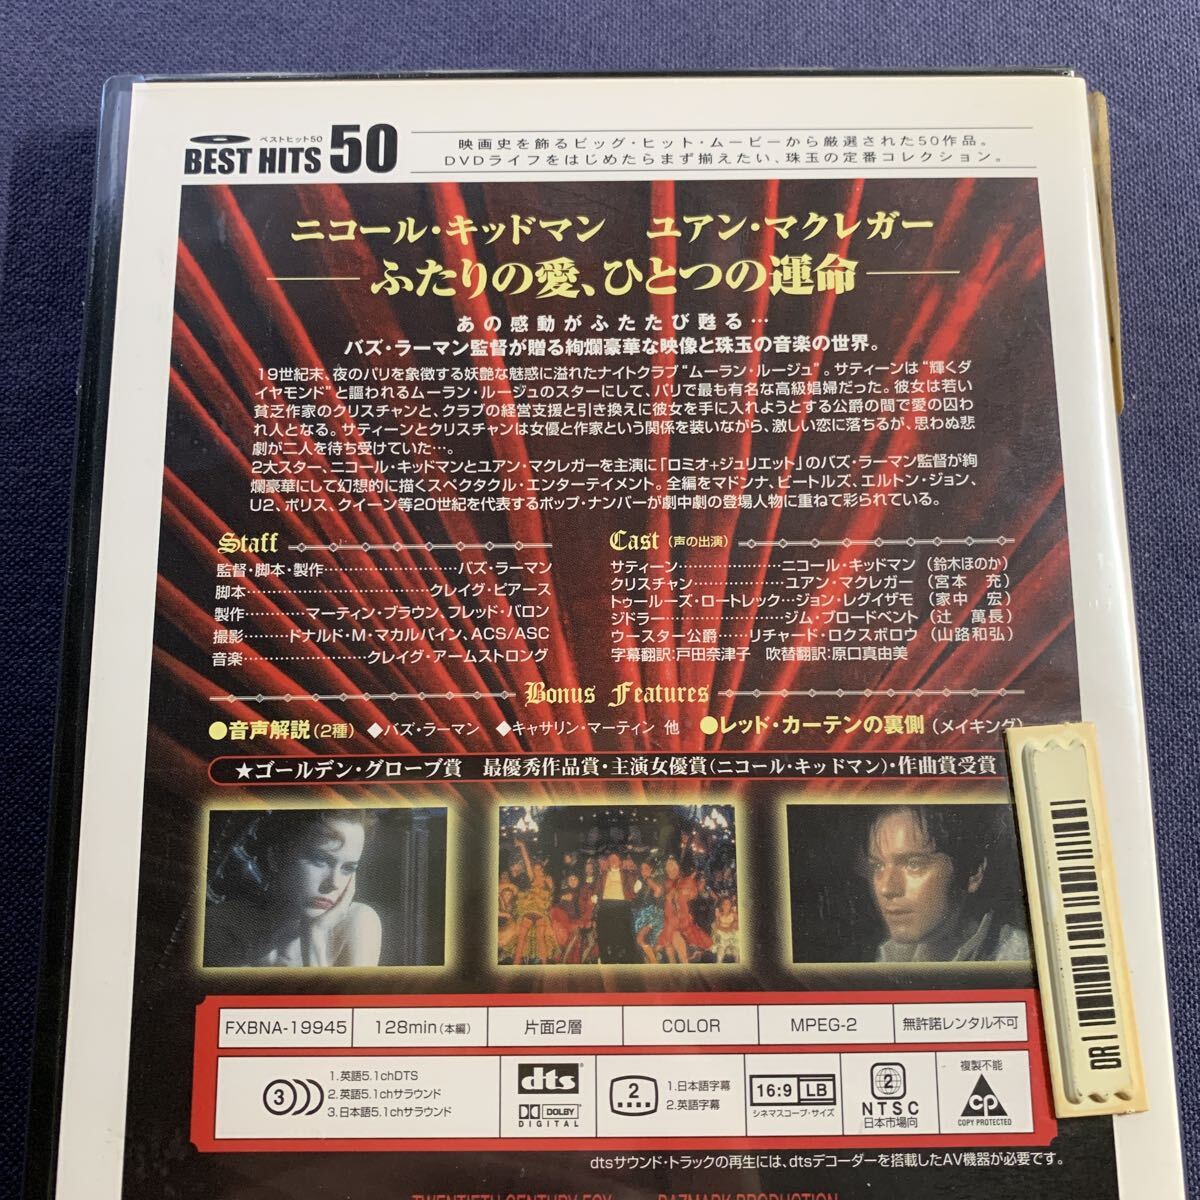 ベストヒット50
BEST HITS 50
映画史を飾るビッグ・ヒット・ムービーから厳選された50作品。
DVDライフをはじめたらまず揃えたい、珠玉の定番コレクション。
ニコール・キッドマン　ユアン・マクレガー
ふたりの愛、ひとつの運命
あの感動がふたたび甦る…
バズ・ラーマン監督が贈る絢爛豪華な映像と珠玉の音楽の世界。
19世紀末、夜のパリを象徴する妖艶な魅惑に溢れたナイトクラブ“ムーラン・ルージュ”。サティーンは“輝くダ
イヤモンド”と謳われるムーラン・ルージュのスターにして、パリで最も有名な高級娼婦だった。彼女は若い
貧乏作家のクリスチャンと、クラブの経営支援と引き換えに彼女を手に入れようとする公爵の間で愛の囚わ
れ人となる。サティーンとクリスチャンは女優と作家という関係を装いながら、激しい恋に落ちるが、思わぬ悲
劇が二人を待ち受けていた…。
2大スター、ニコール・キッドマンとユアン・マクレガーを主演に「ロミオ+ジュリエット」のバズ・ラーマン監督が絢
爛豪華にして幻想的に描くスペクタクル・エンターテイメント。全編をマドンナ、ビートルズ、エルトン・ジョン、
U2、ポリス、クイーン等20世紀を代表するポップ・ナンバーが劇中劇の登場人物に重ねて彩られている。
Staff
監督・脚本・製作………………………バズ・ラーマン
脚本……………………………………クレイグ・ピアース
製作…………マーティン・ブラウン、フレッド・バロン
撮影………ドナルド・M・マカルパイン、ACS/ASC
音楽……………………クレイグ・アームストロング
Cast（声の出演）
サティーン…………………ニコール・キッドマン（鈴木ほのか）
クリスチャン………………ユアン・マクレガー（宮本　充）
トゥールーズ・ロートレック…ジョン・レグイザモ（家中　宏）
ジドラー……………………ジム・ブロードベント（辻　萬長）
ウースター公爵……リチャード・ロクスボロウ（山路和弘）
字幕翻訳：戸田奈津子　吹替翻訳：原口真由美
Bonus Features
●音声解説（2種）　◆バズ・ラーマン　◆キャサリン・マーティン 他　●レッド・カーテンの裏側（メイキング）
★ゴールデン・グローブ賞　最優秀作品賞・主演女優賞（ニコール・キッドマン）・作曲賞受賞
FXBNA-19945　128min（本編）　片面2層　COLOR　MPEG-2　無許諾レンタル不可
3
1.英語5.1chDTS
2.英語5.1chサラウンド
3.日本語5.1chサラウンド
dts
DOLBY
DIGITAL
2
1.日本語字幕
2.英語字幕
16:9 LB
シネマスコープ・サイズ
2
NTSC
日本市場向
複製不能
CP
COPY PROTECTED
dtsサウンド・トラックの再生には、dtsデコーダーを搭載したAV機器が必要です。
TWENTIETH CENTURY FOX　BAZMARK PRODUCTION
DR I